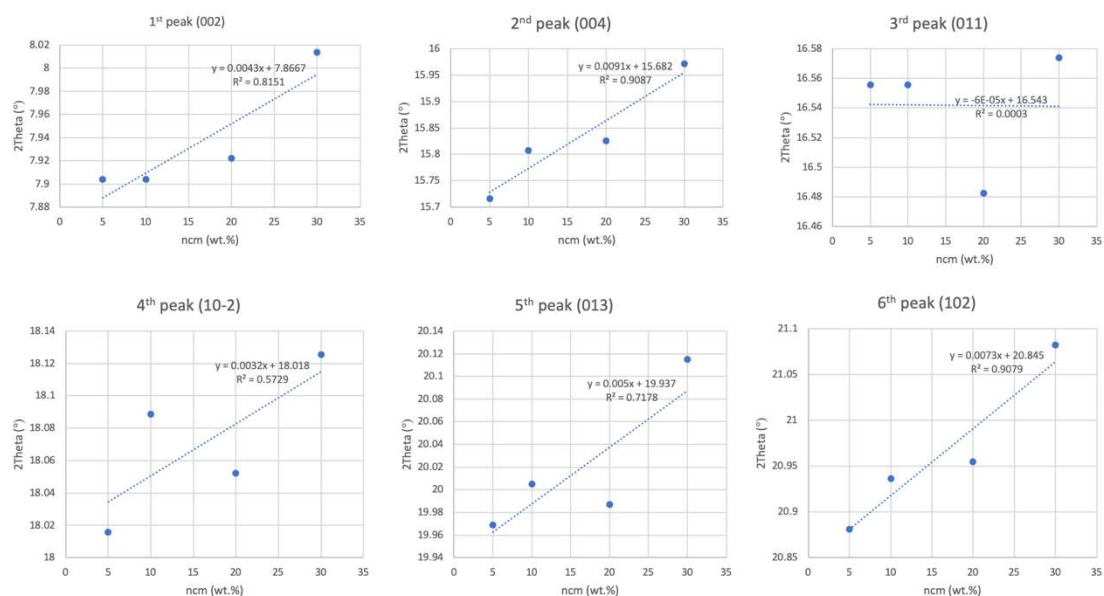 1st peak (002)
2Theta (°)
8.02
8
7.98
7.96
7.94
7.92
7.9
7.88
y = 0.0043x + 7.8667
R² = 0.8151
0 5 10 15 20 25 30 35
ncm (wt.%)
2nd peak (004)
2Theta (°)
16
15.95
15.9
15.85
15.8
15.75
15.7
y = 0.0091x + 15.682
R² = 0.9087
0 5 10 15 20 25 30 35
ncm (wt.%)
3rd peak (011)
2Theta (°)
16.58
16.56
16.54
16.52
16.5
16.48
16.46
y = -6E-05x + 16.543
R² = 0.0003
0 5 10 15 20 25 30 35
ncm (wt.%)
4th peak (10-2)
2Theta (°)
18.14
18.12
18.1
18.08
18.06
18.04
18.02
18
y = 0.0032x + 18.018
R² = 0.5729
0 5 10 15 20 25 30 35
ncm (wt.%)
5th peak (013)
2Theta (°)
20.14
20.12
20.1
20.08
20.06
20.04
20.02
20
19.98
19.96
19.94
y = 0.005x + 19.937
R² = 0.7178
0 5 10 15 20 25 30 35
ncm (wt.%)
6th peak (102)
2Theta (°)
21.1
21.05
21
20.95
20.9
20.85
y = 0.0073x + 20.845
R² = 0.9079
0 5 10 15 20 25 30 35
ncm (wt.%)